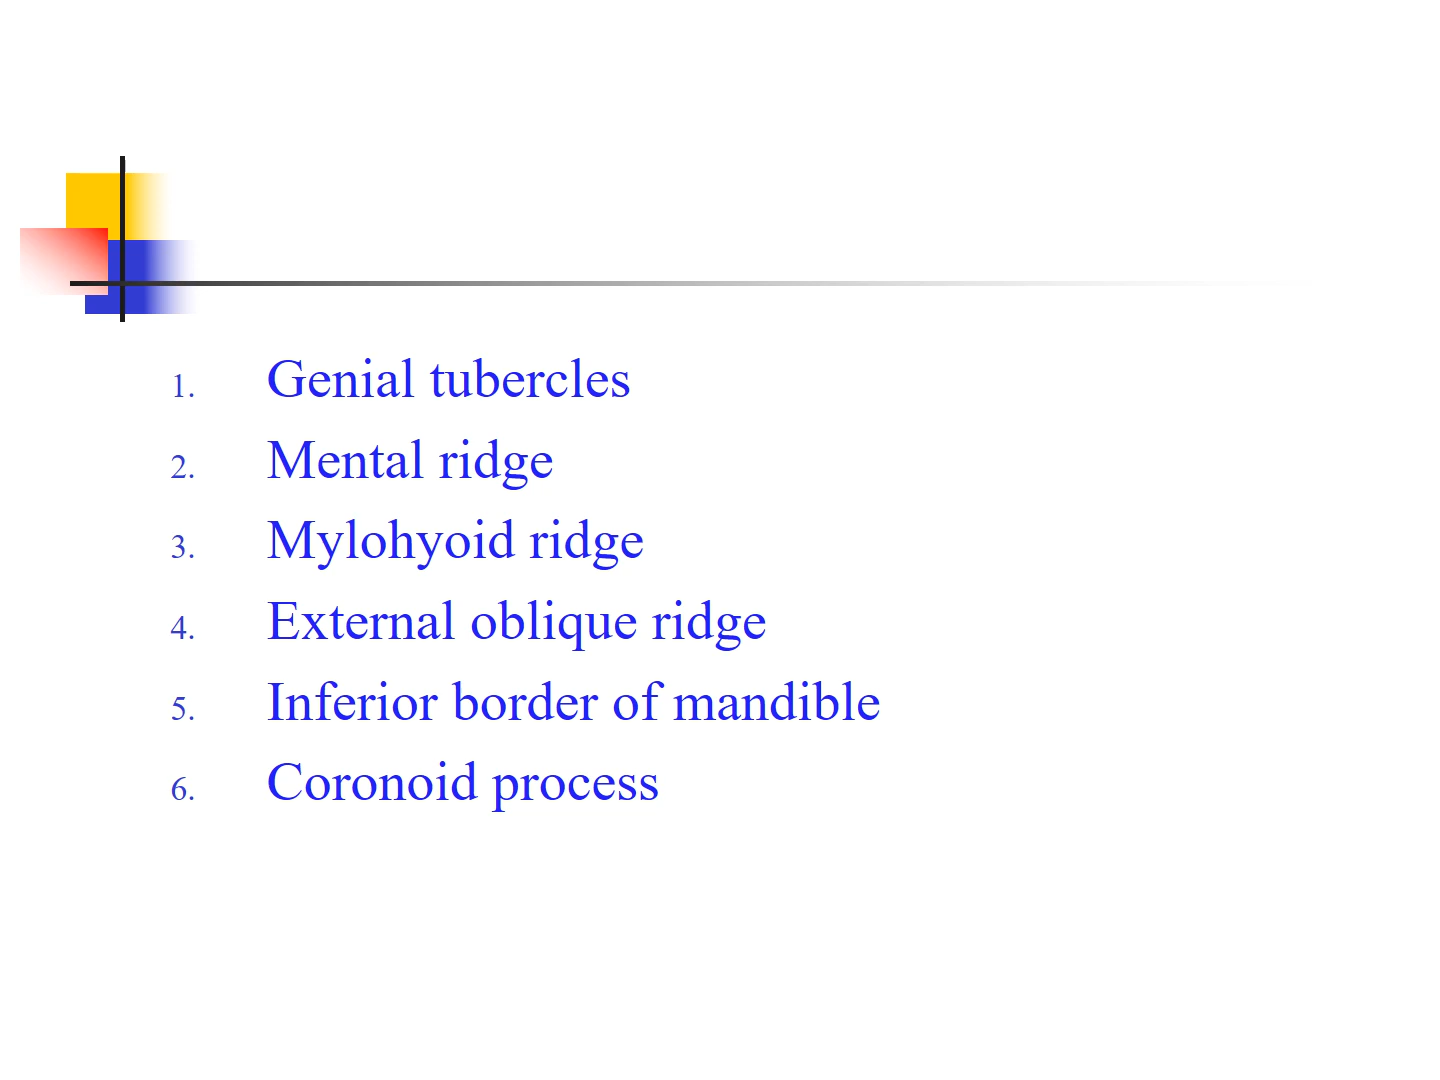 1. Genial tubercles
2. Mental ridge
3. Mylohyoid ridge
4. External oblique ridge
5. Inferior border of mandible
6. Coronoid process